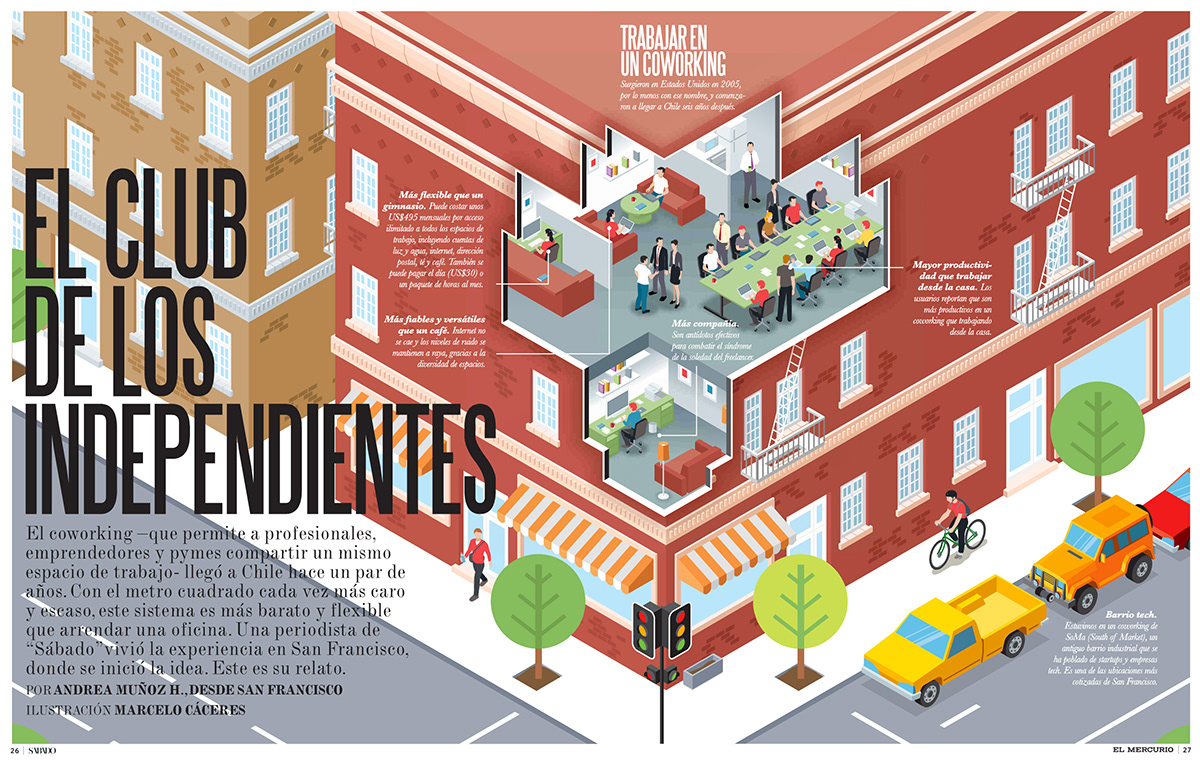 EL CLUB
DE LOS
INDEPENDIENTES
El coworking –que permite a profesionales,
emprendedores y pymes compartir un mismo
espacio de trabajo- llegó a Chile hace un par de
años. Con el metro cuadrado cada vez más caro
y escaso, este sistema es más barato y flexible
que arrendar una oficina. Una periodista de
“Sábado” vivió la experiencia en San Francisco,
donde se inició la idea. Este es su relato.
POR ANDREA MUÑOZ H., DESDE SAN FRANCISCO
ILUSTRACIÓN MARCELO CÁCERES
TRABAJAR EN
UN COWORKING
Surgieron en Estados Unidos en 2005,
por lo menos con ese nombre, y comenza-
ron a llegar a Chile seis años después.
Más flexible que un
gimnasio. Puede costar unos
US$495 mensuales por acceso
ilimitado a todos los espacios de
trabajo, incluyendo cuentas de
luz y agua, internet, dirección
postal, té y café. También se
puede pagar el día (US$30) o
un paquete de horas al mes.
Más fiables y versátiles
que un café. Internet no
se cae y los niveles de ruido se
mantienen a raya, gracias a la
diversidad de espacios.
Más compañía.
Son antídotos efectivos
para combatir el síndrome
de la soledad del freelancer.
Mayor productivi-
dad que trabajar
desde la casa. Los
usuarios reportan que son
más productivos en un
coworking que trabajando
desde la casa.
Barrio tech.
Estuvimos en un coworking de
SoMa (South of Market), un
antiguo barrio industrial que se
ha poblado de startups y empresas
tech. Es una de las ubicaciones más
cotizadas de San Francisco.
26 | SÁBADO
EL MERCURIO | 27